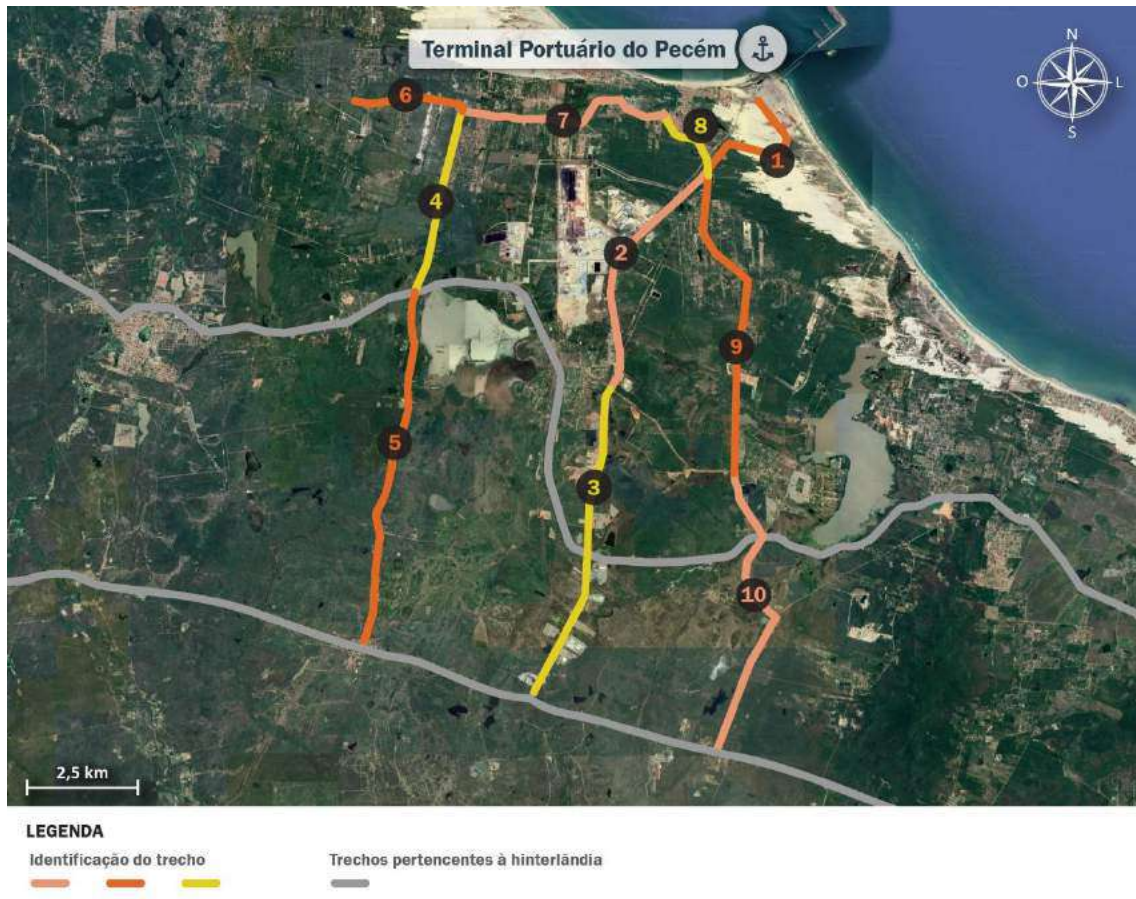 Terminal Portuário do Pecém
N
O
L
S
6
7
8
1
4
2
9
5
3
10
2,5 km
LEGENDA
Identificação do trecho
Trechos pertencentes à hinterlândia